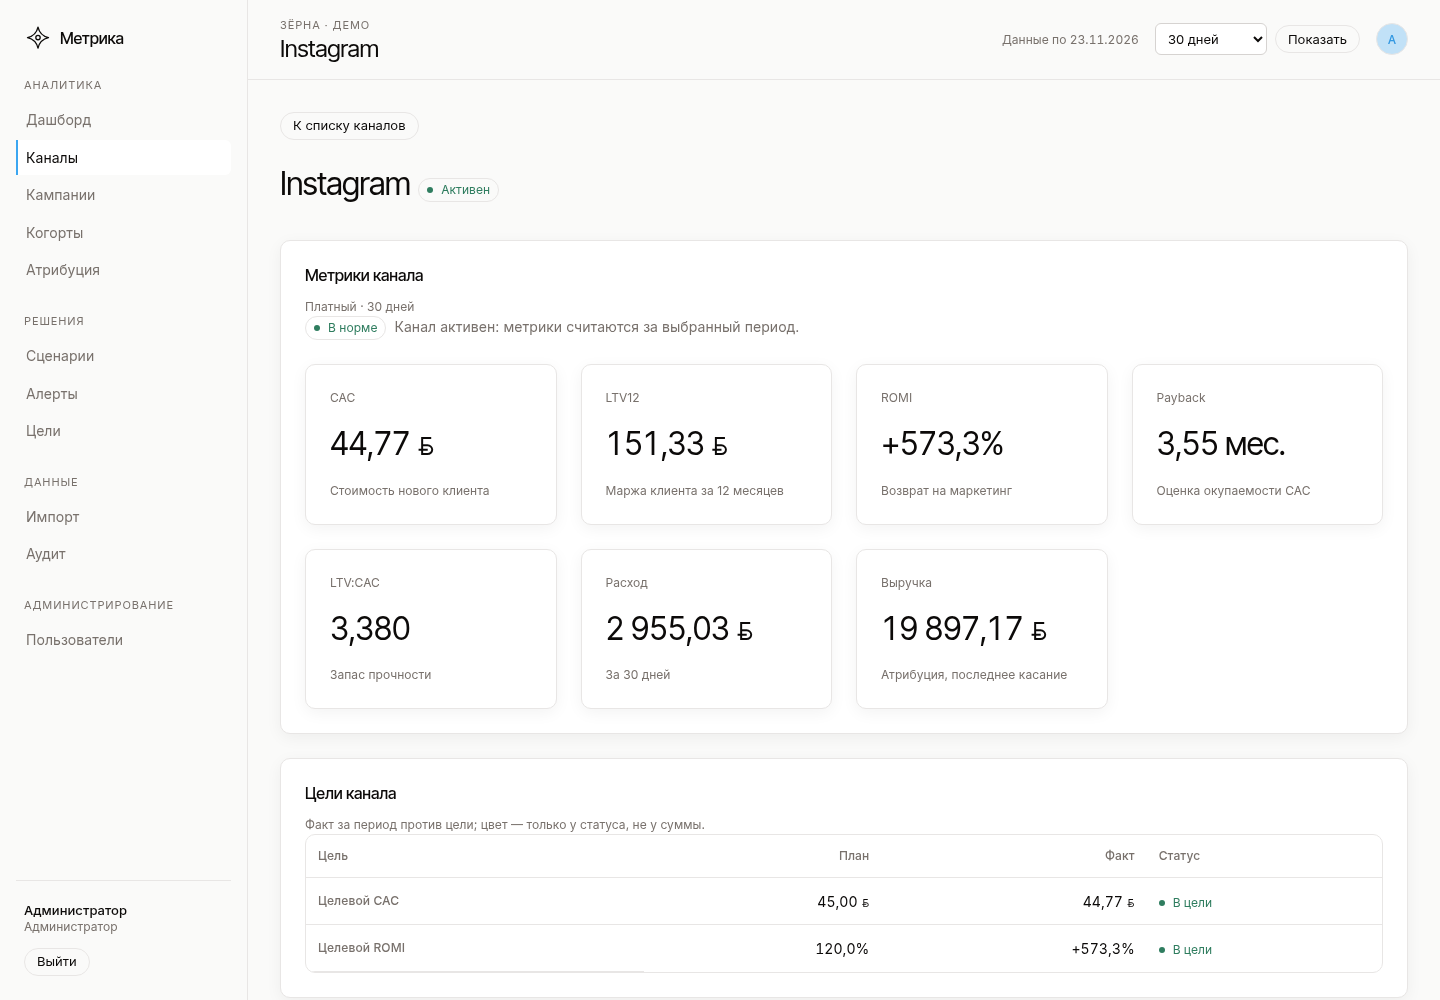 Метрика
АНАЛИТИКА
Дашборд
Каналы
Кампании
Когорты
Атрибуция
РЕШЕНИЯ
Сценарии
Алерты
Цели
ДАННЫЕ
Импорт
Аудит
АДМИНИСТРИРОВАНИЕ
Пользователи
Администратор
Администратор
Выйти
ЗЁРНА · ДЕМО
Instagram
Данные по 23.11.2026
30 дней
Показать
А
К списку каналов
Instagram
Активен
Метрики канала
Платный · 30 дней
В норме Канал активен: метрики считаются за выбранный период.
CAC
44,77 Ƃ
Стоимость нового клиента
LTV12
151,33 Ƃ
Маржа клиента за 12 месяцев
ROMI
+573,3%
Возврат на маркетинг
Payback
3,55 мес.
Оценка окупаемости CAC
LTV:CAC
3,380
Запас прочности
Расход
2 955,03 Ƃ
За 30 дней
Выручка
19 897,17 Ƃ
Атрибуция, последнее касание
Цели канала
Факт за период против цели; цвет — только у статуса, не у суммы.
Цель План Факт Статус
Целевой CAC 45,00 Ƃ 44,77 Ƃ В цели
Целевой ROMI 120,0% +573,3% В цели